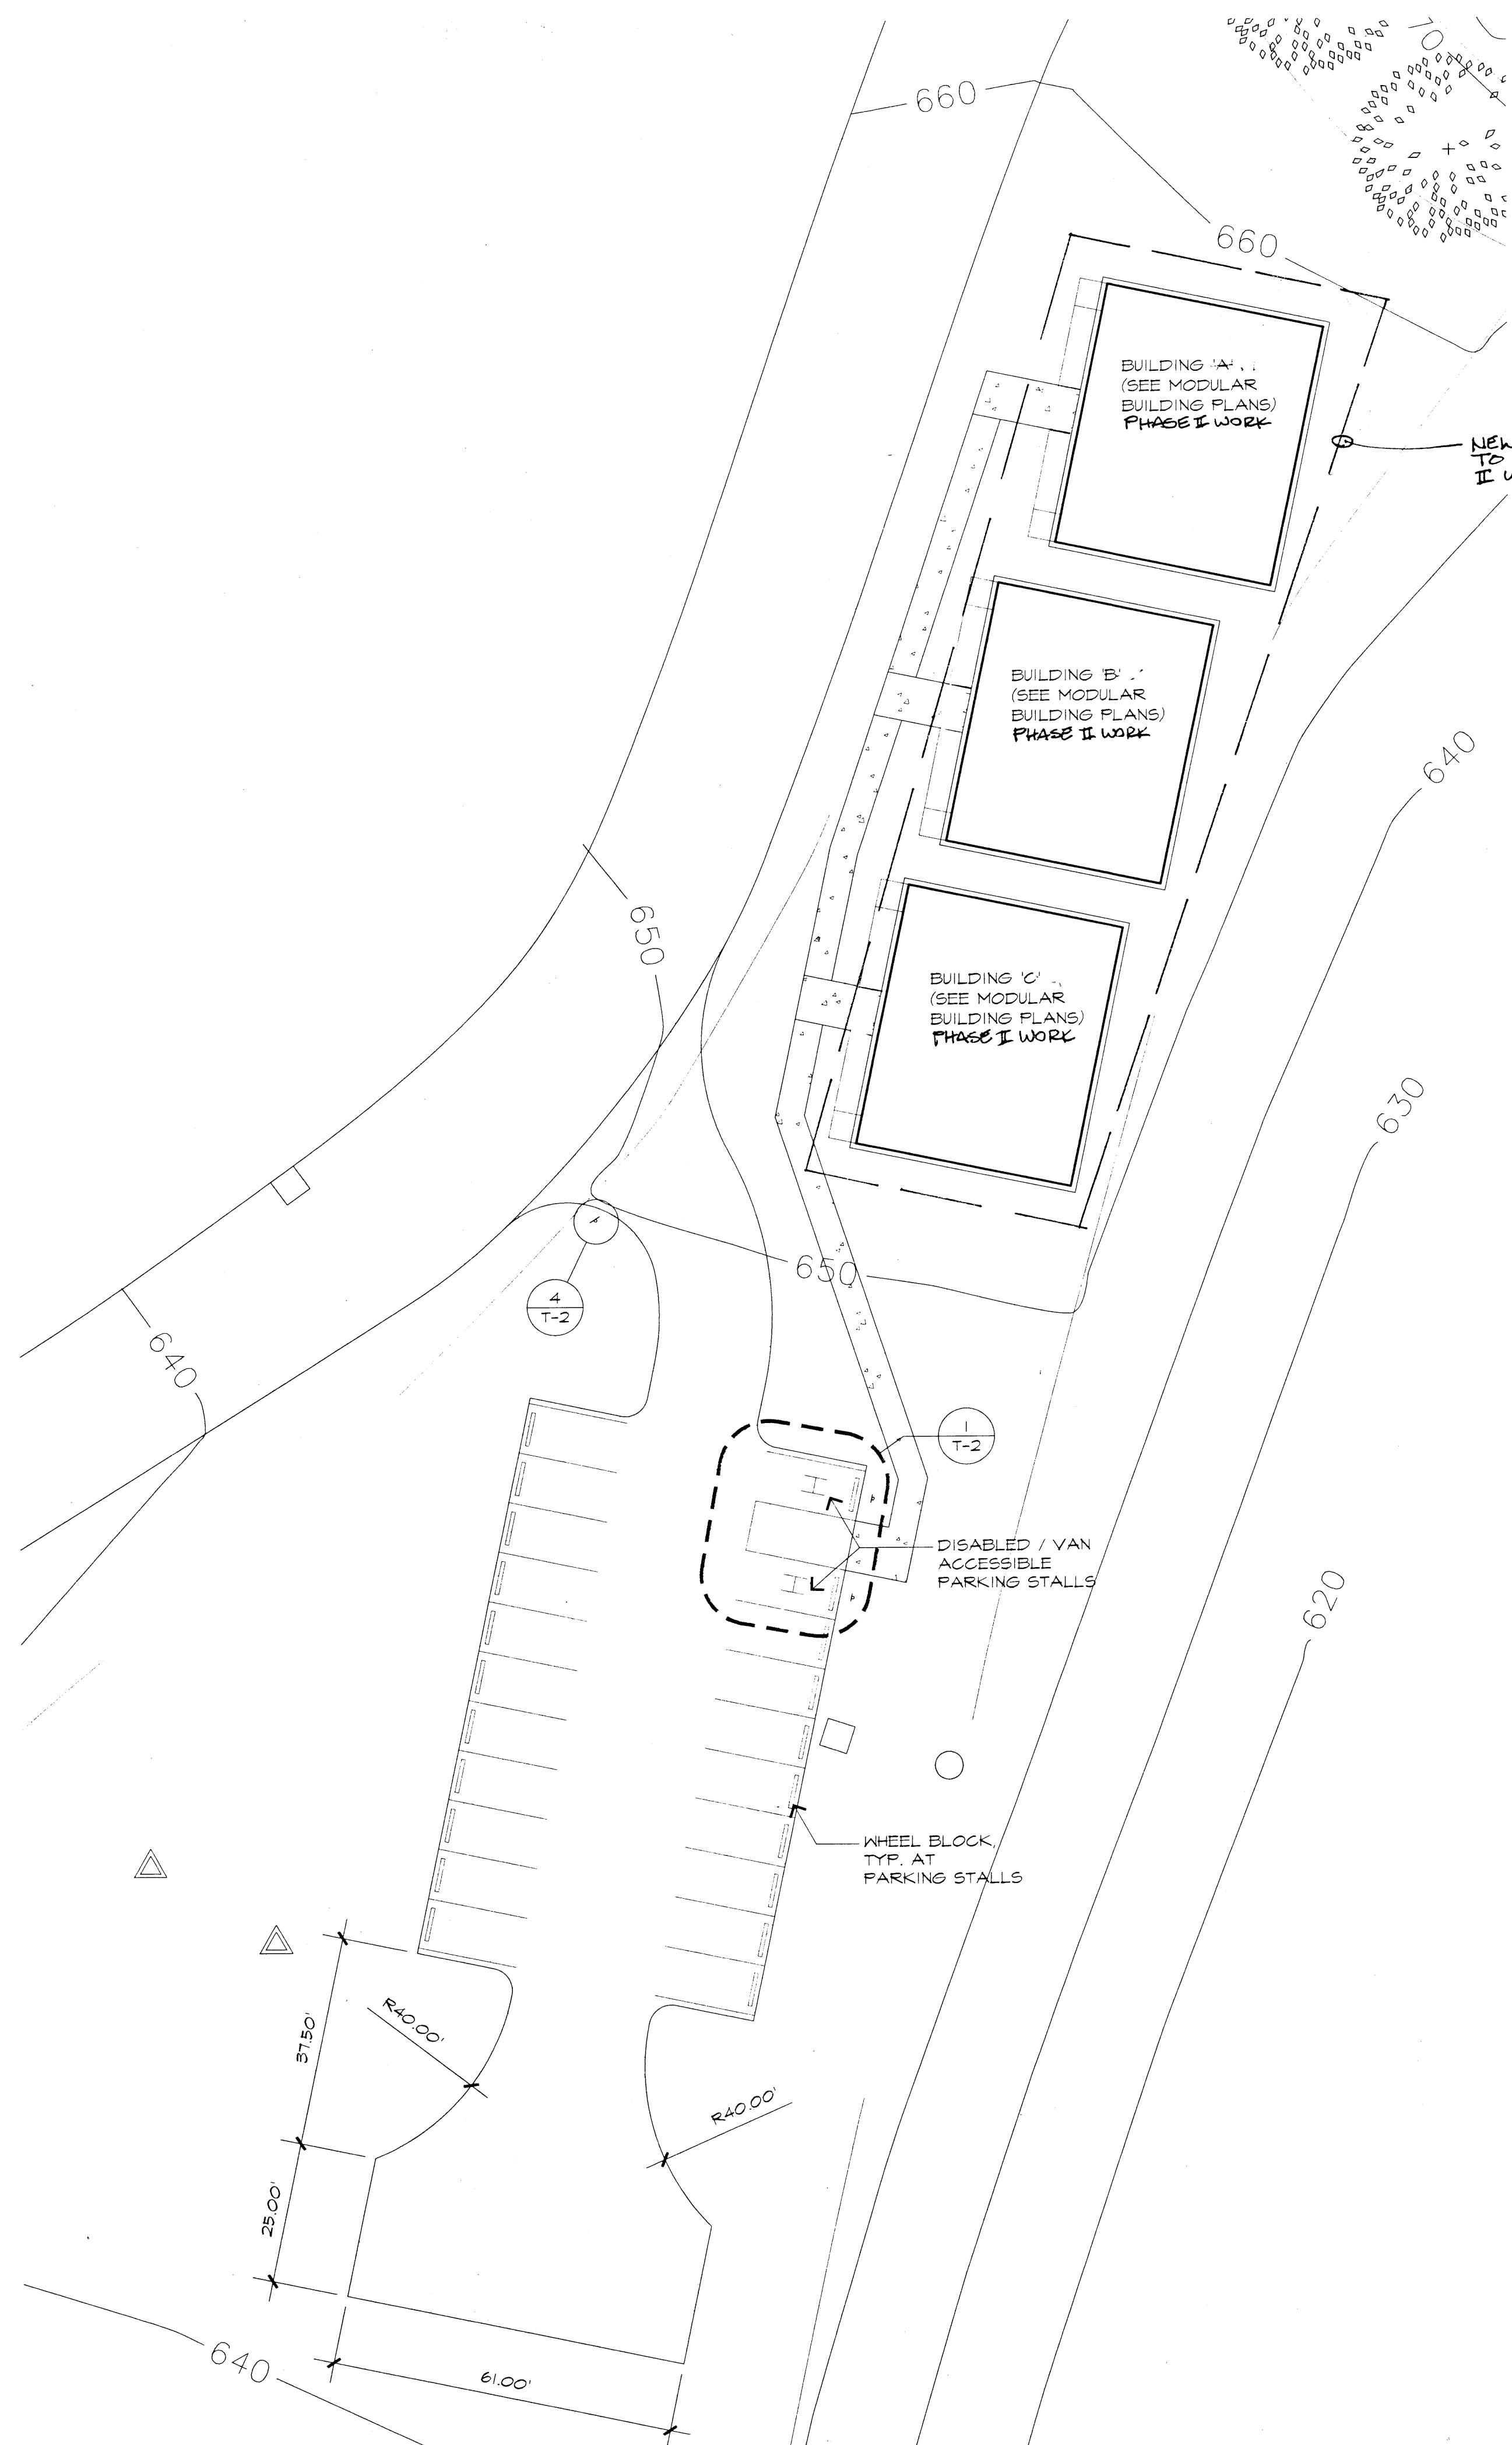 70
660
660
BUILDING 'A'
(SEE MODULAR
BUILDING PLANS)
PHASE II WORK
NEW
TO
II
BUILDING 'B'
(SEE MODULAR
BUILDING PLANS)
PHASE II WORK
640
650
BUILDING 'C'
(SEE MODULAR
BUILDING PLANS)
PHASE II WORK
630
650
4
T-2
640
1
T-2
DISABLED / VAN
ACCESSIBLE
PARKING STALLS
620
WHEEL BLOCK,
TYP. AT
PARKING STALLS
R40.00'
37.50'
R40.00'
25.00'
640
61.00'